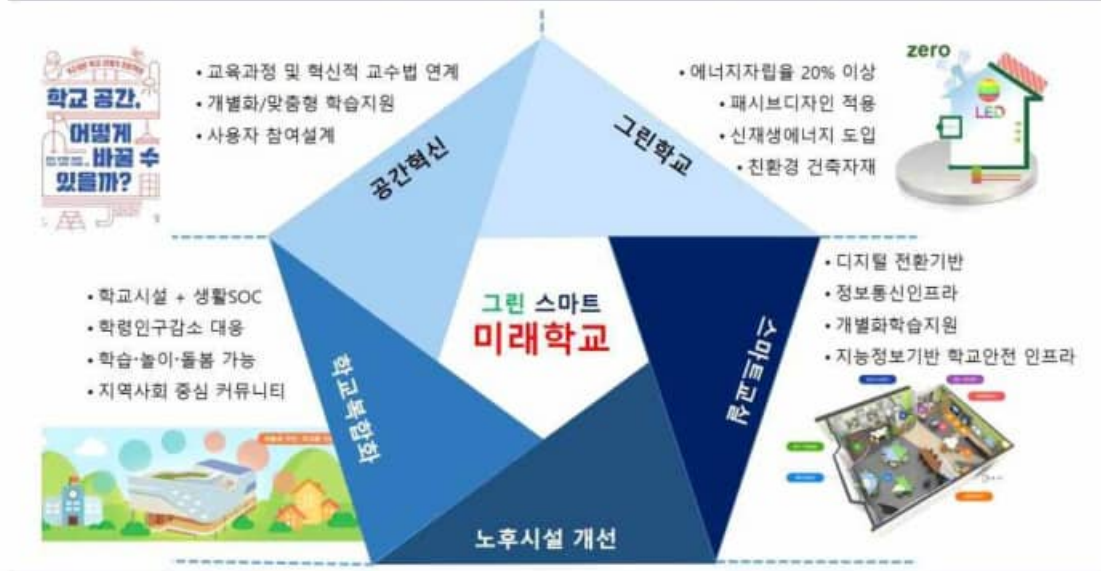 학교 공간,
어떻게
바꿀 수
있을까?
• 교육과정 및 혁신적 교수법 연계
• 개별화/맞춤형 학습지원
• 사용자 참여설계
공간혁신
그린학교
• 에너지자립율 20% 이상
• 패시브디자인 적용
• 신재생에너지 도입
• 친환경 건축자재
zero
LED
• 학교시설 + 생활SOC
• 학령인구감소 대응
• 학습·놀이·돌봄 가능
• 지역사회 중심 커뮤니티
학교복합화
그린 스마트
미래학교
스마트교실
• 디지털 전환기반
• 정보통신인프라
• 개별화학습지원
• 지능정보기반 학교안전 인프라
노후시설 개선